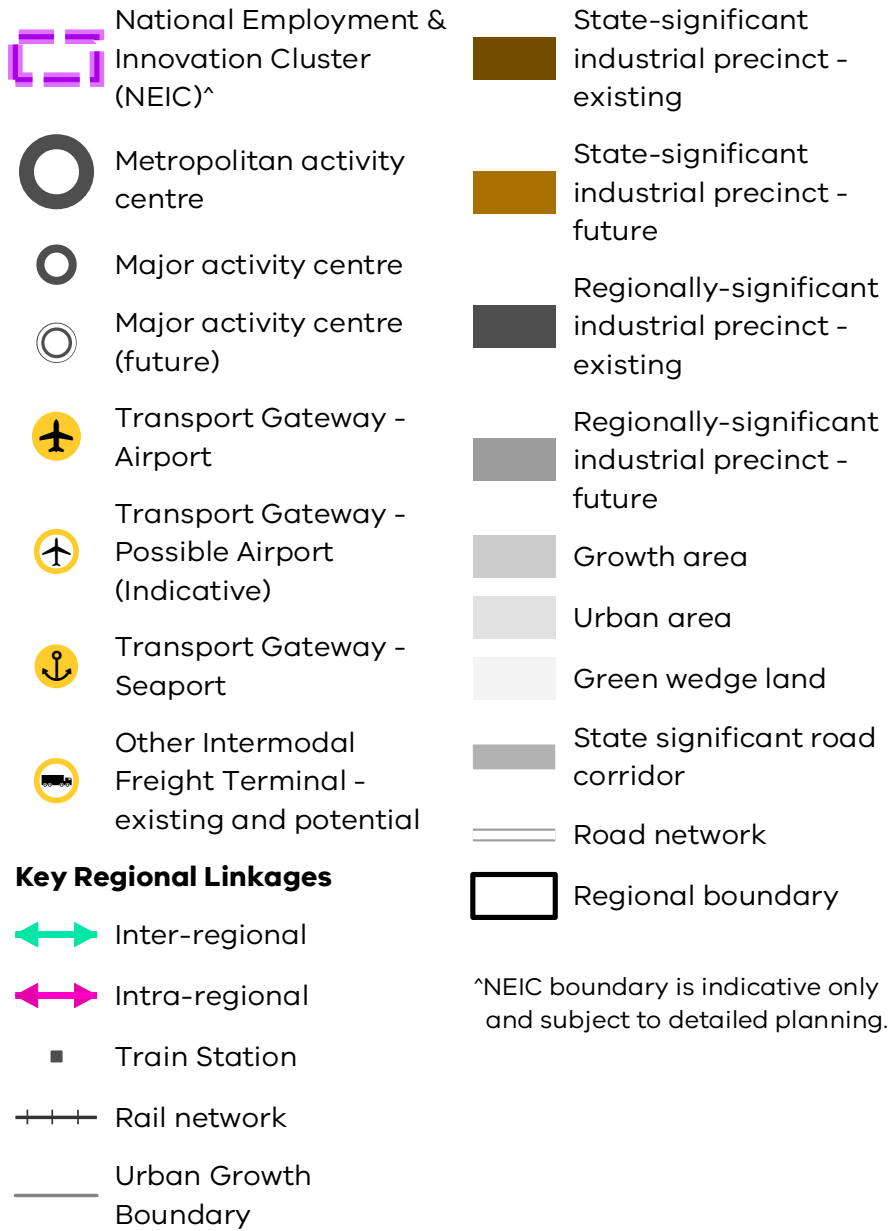 National Employment &
Innovation Cluster
(NEIC)^
Metropolitan activity
centre
Major activity centre
Major activity centre
(future)
Transport Gateway -
Airport
Transport Gateway -
Possible Airport
(Indicative)
Transport Gateway -
Seaport
Other Intermodal
Freight Terminal -
existing and potential
Key Regional Linkages
Inter-regional
Intra-regional
Train Station
Rail network
Urban Growth
Boundary
State-significant
industrial precinct -
existing
State-significant
industrial precinct -
future
Regionally-significant
industrial precinct -
existing
Regionally-significant
industrial precinct -
future
Growth area
Urban area
Green wedge land
State significant road
corridor
Road network
Regional boundary
^NEIC boundary is indicative only
and subject to detailed planning.